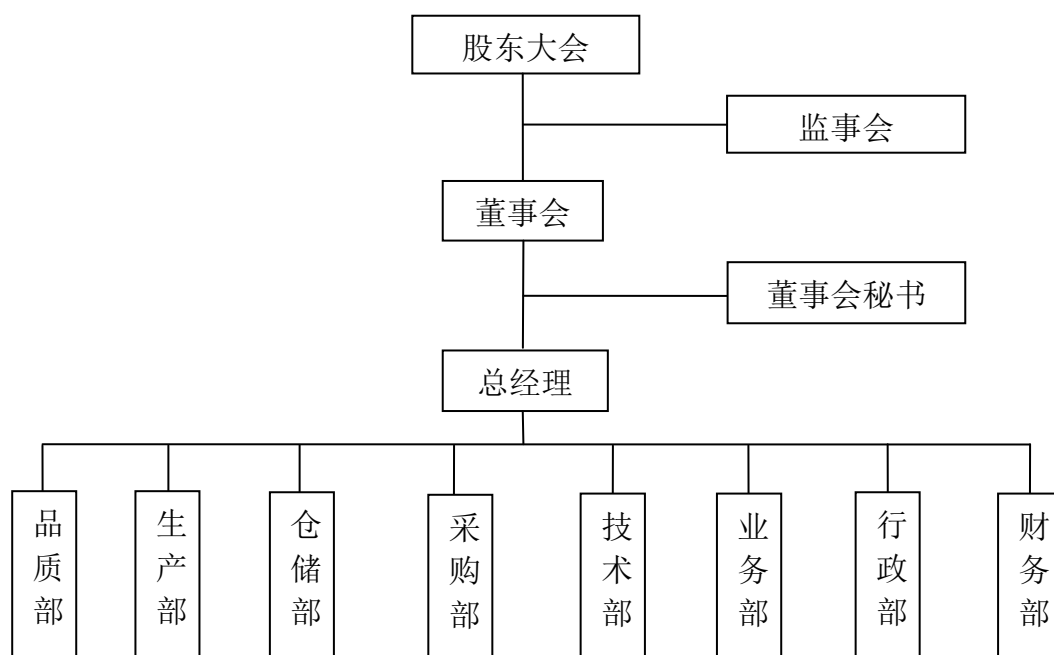 股东大会
监事会
董事会
董事会秘书
总经理
品质部
生产部
仓储部
采购部
技术部
业务部
行政部
财务部